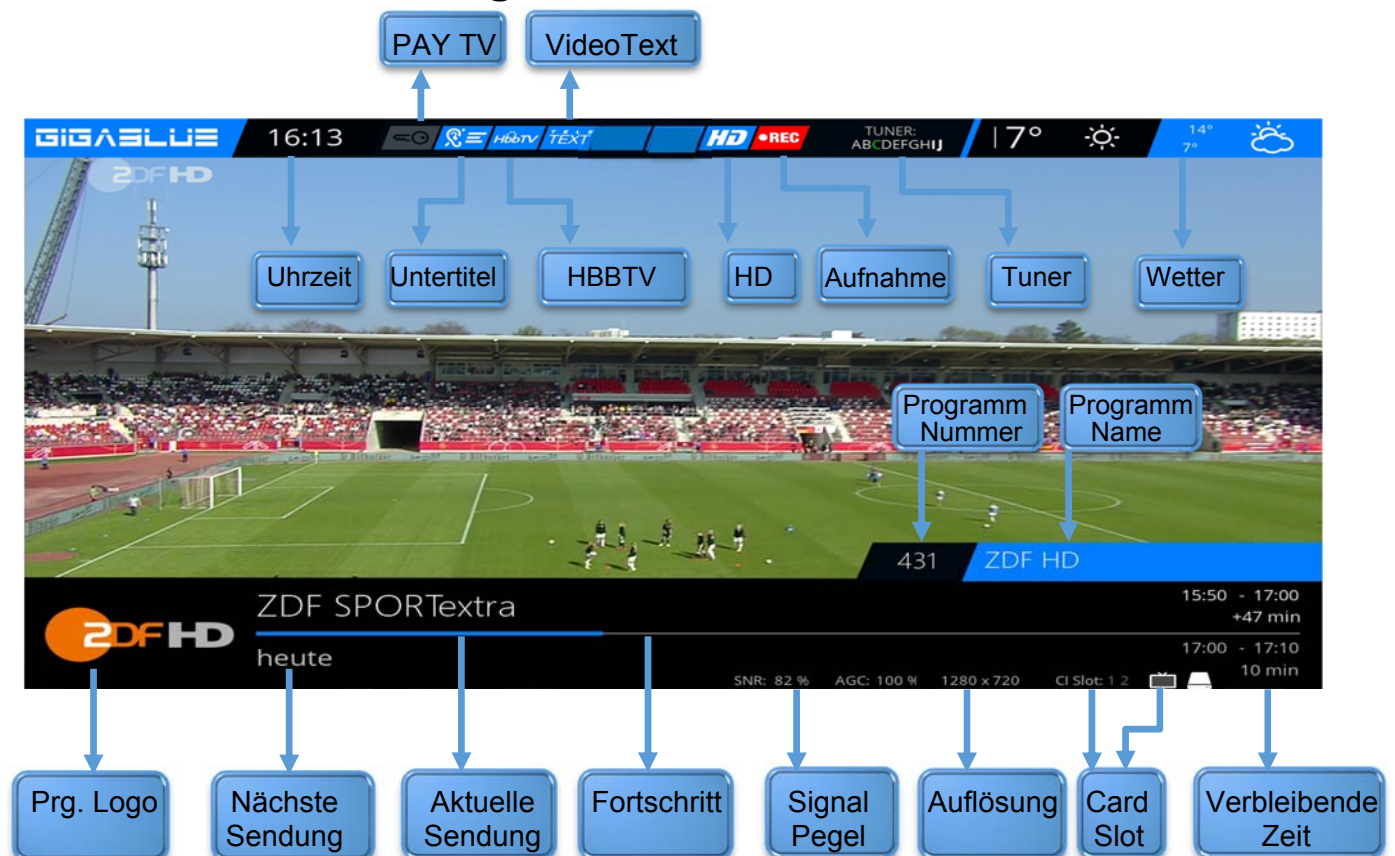 PAY TV
VideoText
GIGABLUE
16:13
HbbTV
TEXT
HD
REC
TUNER:
ABCDEFGHIJ
7°
14°
7°
ZDF HD
Uhrzeit
Untertitel
HBBTV
HD
Aufnahme
Tuner
Wetter
Programm
Nummer
Programm
Name
431
ZDF HD
ZDF HD
ZDF SPORTextra
15:50 - 17:00
+47 min
heute
17:00 - 17:10
10 min
SNR: 82 %
AGC: 100 %
1280 x 720
CI Slot: 1 2
Prg. Logo
Nächste
Sendung
Aktuelle
Sendung
Fortschritt
Signal
Pegel
Auflösung
Card
Slot
Verbleibende
Zeit